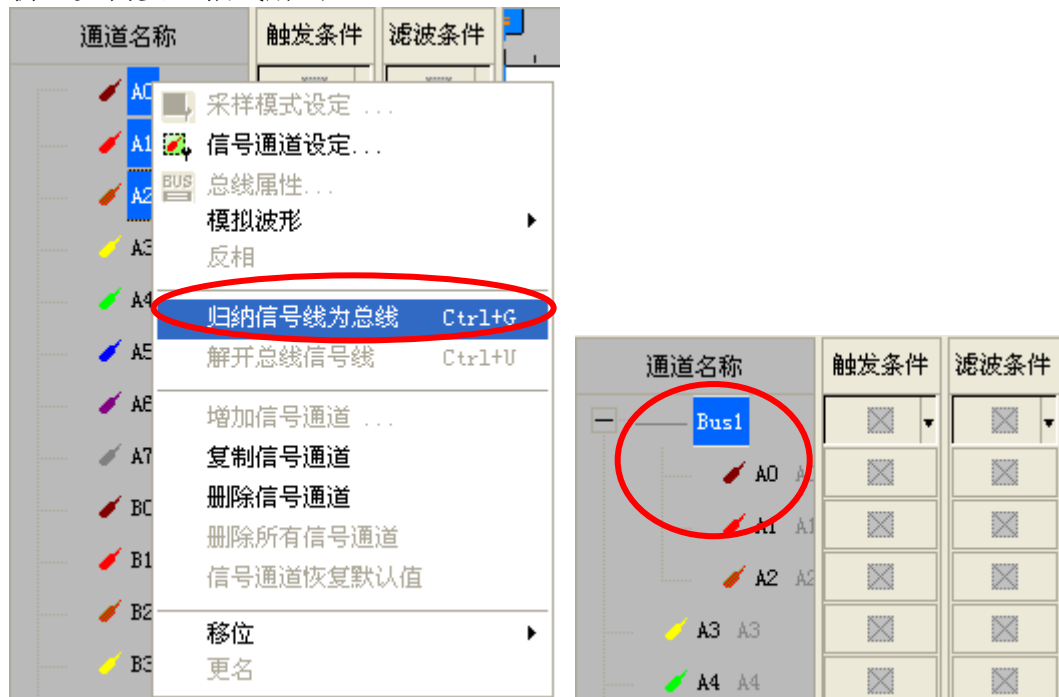 通道名称 触发条件 滤波条件
A0
A1
A2
A3
A4
A5
A6
A7
B0
B1
B2
B3
采样模式设定 ...
信号通道设定...
BUS 总线属性...
模拟波形
反相
归纳信号线为总线 Ctrl+G
解开总线信号线 Ctrl+U
增加信号通道 ...
复制信号通道
删除信号通道
删除所有信号通道
信号通道恢复默认值
移位
更名
通道名称 触发条件 滤波条件
Bus1
A0
A1 A1
A2 A2
A3 A3
A4 A4